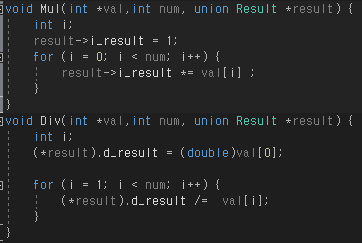 void Mul(int *val,int num, union Result *result) {
    int i;
    result->i_result = 1;
    for (i = 0; i < num; i++) {
        result->i_result *= val[i] ;
    }
}
void Div(int *val,int num, union Result *result) {
    int i;
    (*result).d_result = (double)val[0];

    for (i = 1; i < num; i++) {
        (*result).d_result /=  val[i];
    }
}